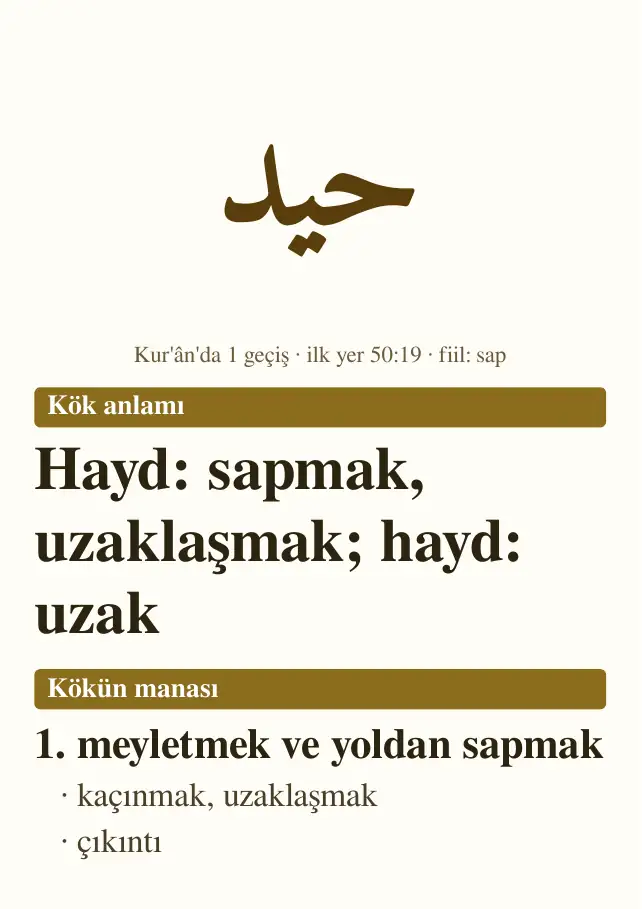 حيد
Kur'ân'da 1 geçiş · ilk yer 50:19 · fiil: sap
Kök anlamı
Hayd: sapmak,
uzaklaşmak; hayd:
uzak
Kökün manası
1. meyletmek ve yoldan sapmak
· kaçınmak, uzaklaşmak
· çıkıntı